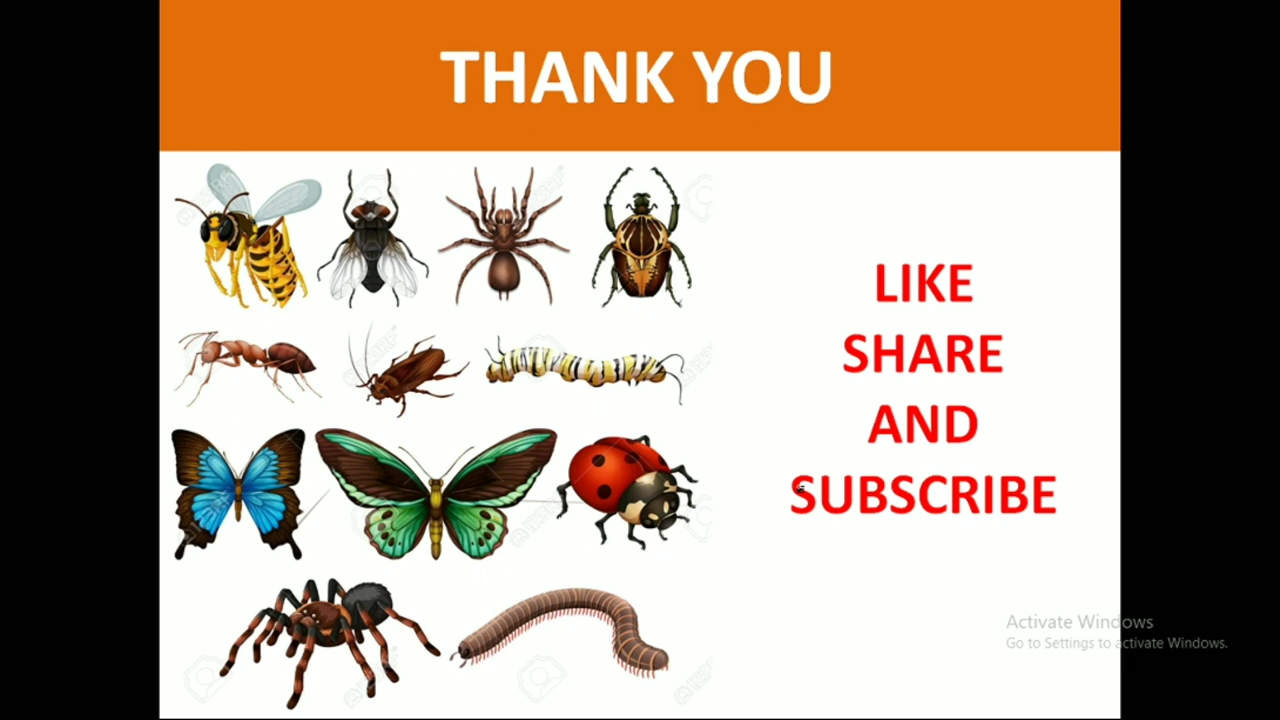 THANK YOU
LIKE
SHARE
AND
SUBSCRIBE
Activate Windows
Go to Settings to activate Windows.